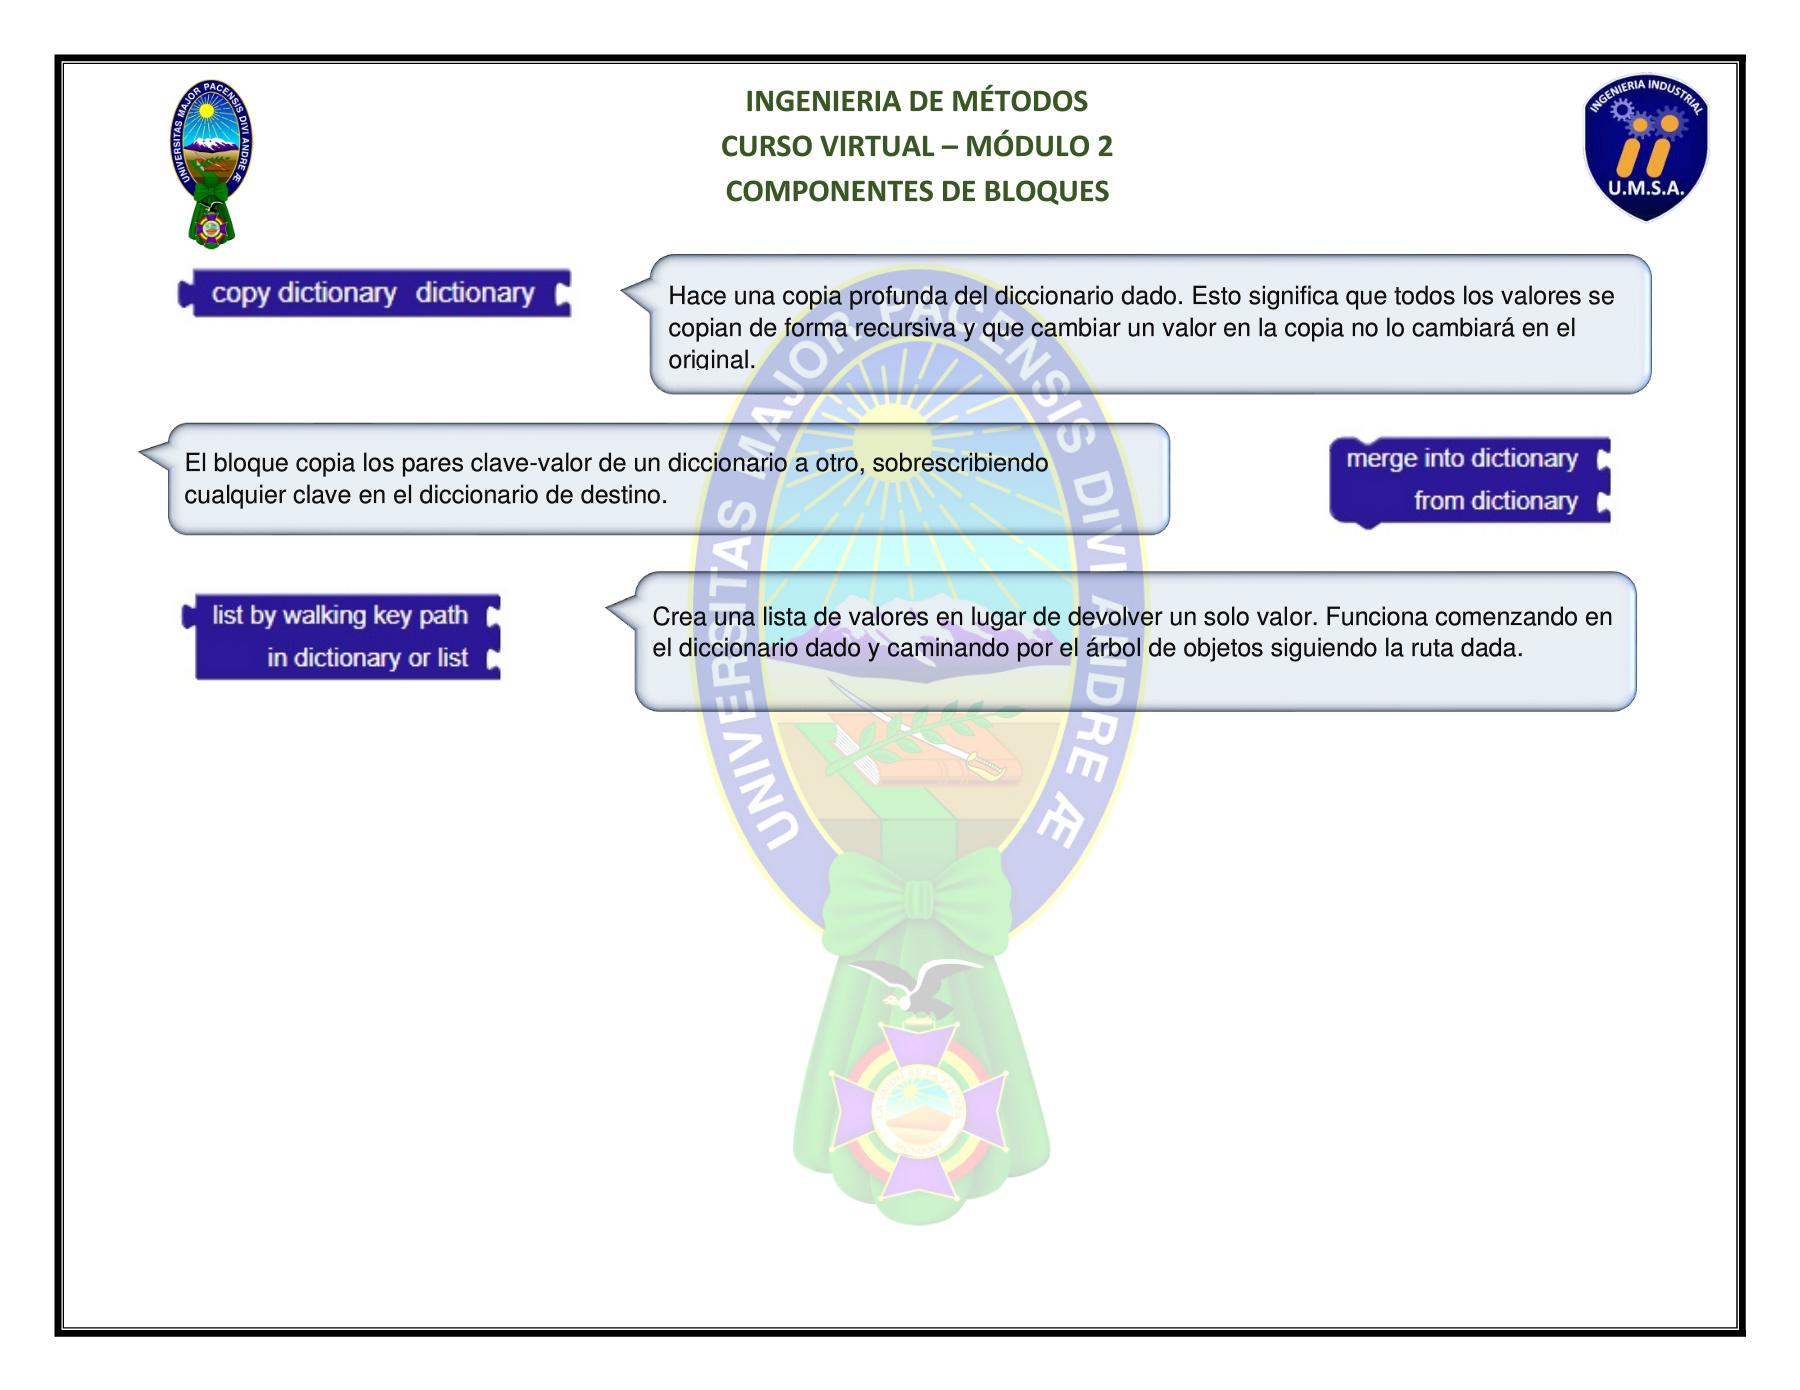 INGENIERIA DE MÉTODOS
CURSO VIRTUAL – MÓDULO 2
COMPONENTES DE BLOQUES
UNIVERSITAS MAJOR PACENSIS DIVI ANDRE Æ
INGENIERIA INDUSTRIAL
U.M.S.A.
copy dictionary dictionary
Hace una copia profunda del diccionario dado. Esto significa que todos los valores se
copian de forma recursiva y que cambiar un valor en la copia no lo cambiará en el
original.
El bloque copia los pares clave-valor de un diccionario a otro, sobrescribiendo
cualquier clave en el diccionario de destino.
merge into dictionary
from dictionary
list by walking key path
in dictionary or list
Crea una lista de valores en lugar de devolver un solo valor. Funciona comenzando en
el diccionario dado y caminando por el árbol de objetos siguiendo la ruta dada.
UNIVERSITAS MAJOR PACENSIS DIVI ANDRE Æ